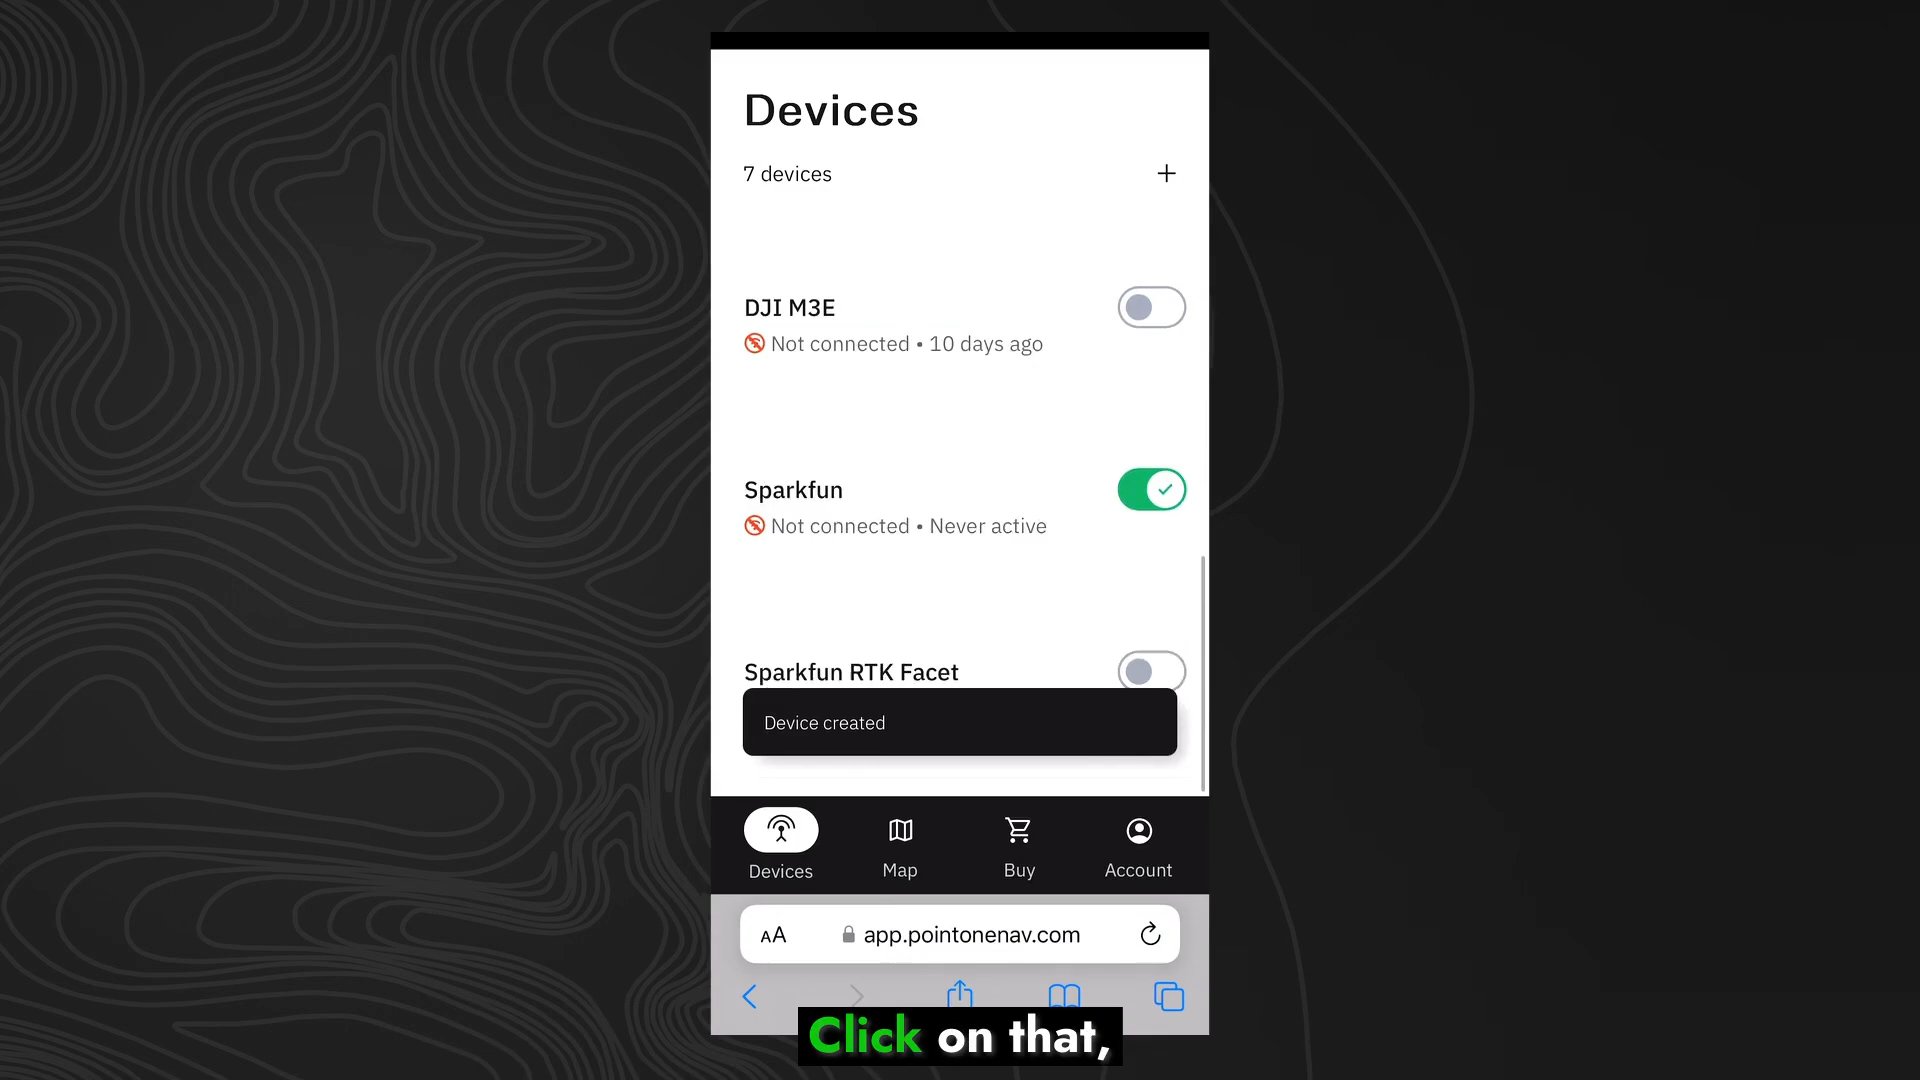 Devices
7 devices
DJI M3E
Not connected • 10 days ago
Sparkfun
Not connected • Never active
Sparkfun RTK Facet
Device created
Devices
Map
Buy
Account
AA
app.pointonenav.com
Click on that,